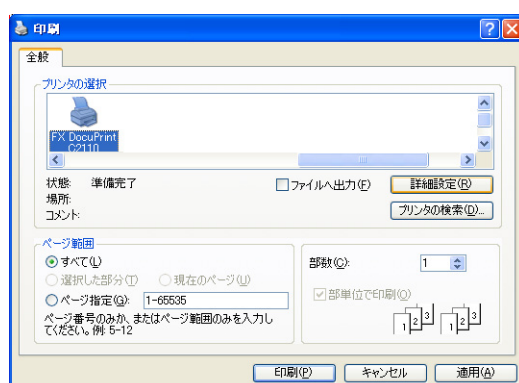 印刷
全般
プリンタの選択
FX DocuPrint
C2110
状態: 準備完了
場所:
コメント:
ファイルへ出力(F)
詳細設定(R)
プリンタの検索(D)...
ページ範囲
すべて(L)
選択した部分(T) 現在のページ(U)
ページ指定(G): 1-65535
ページ番号のみか、またはページ範囲のみを入力し
てください。例: 5-12
部数(C): 1
部単位で印刷(O)
1 2 3 1 2 3
印刷(P) キャンセル 適用(A)